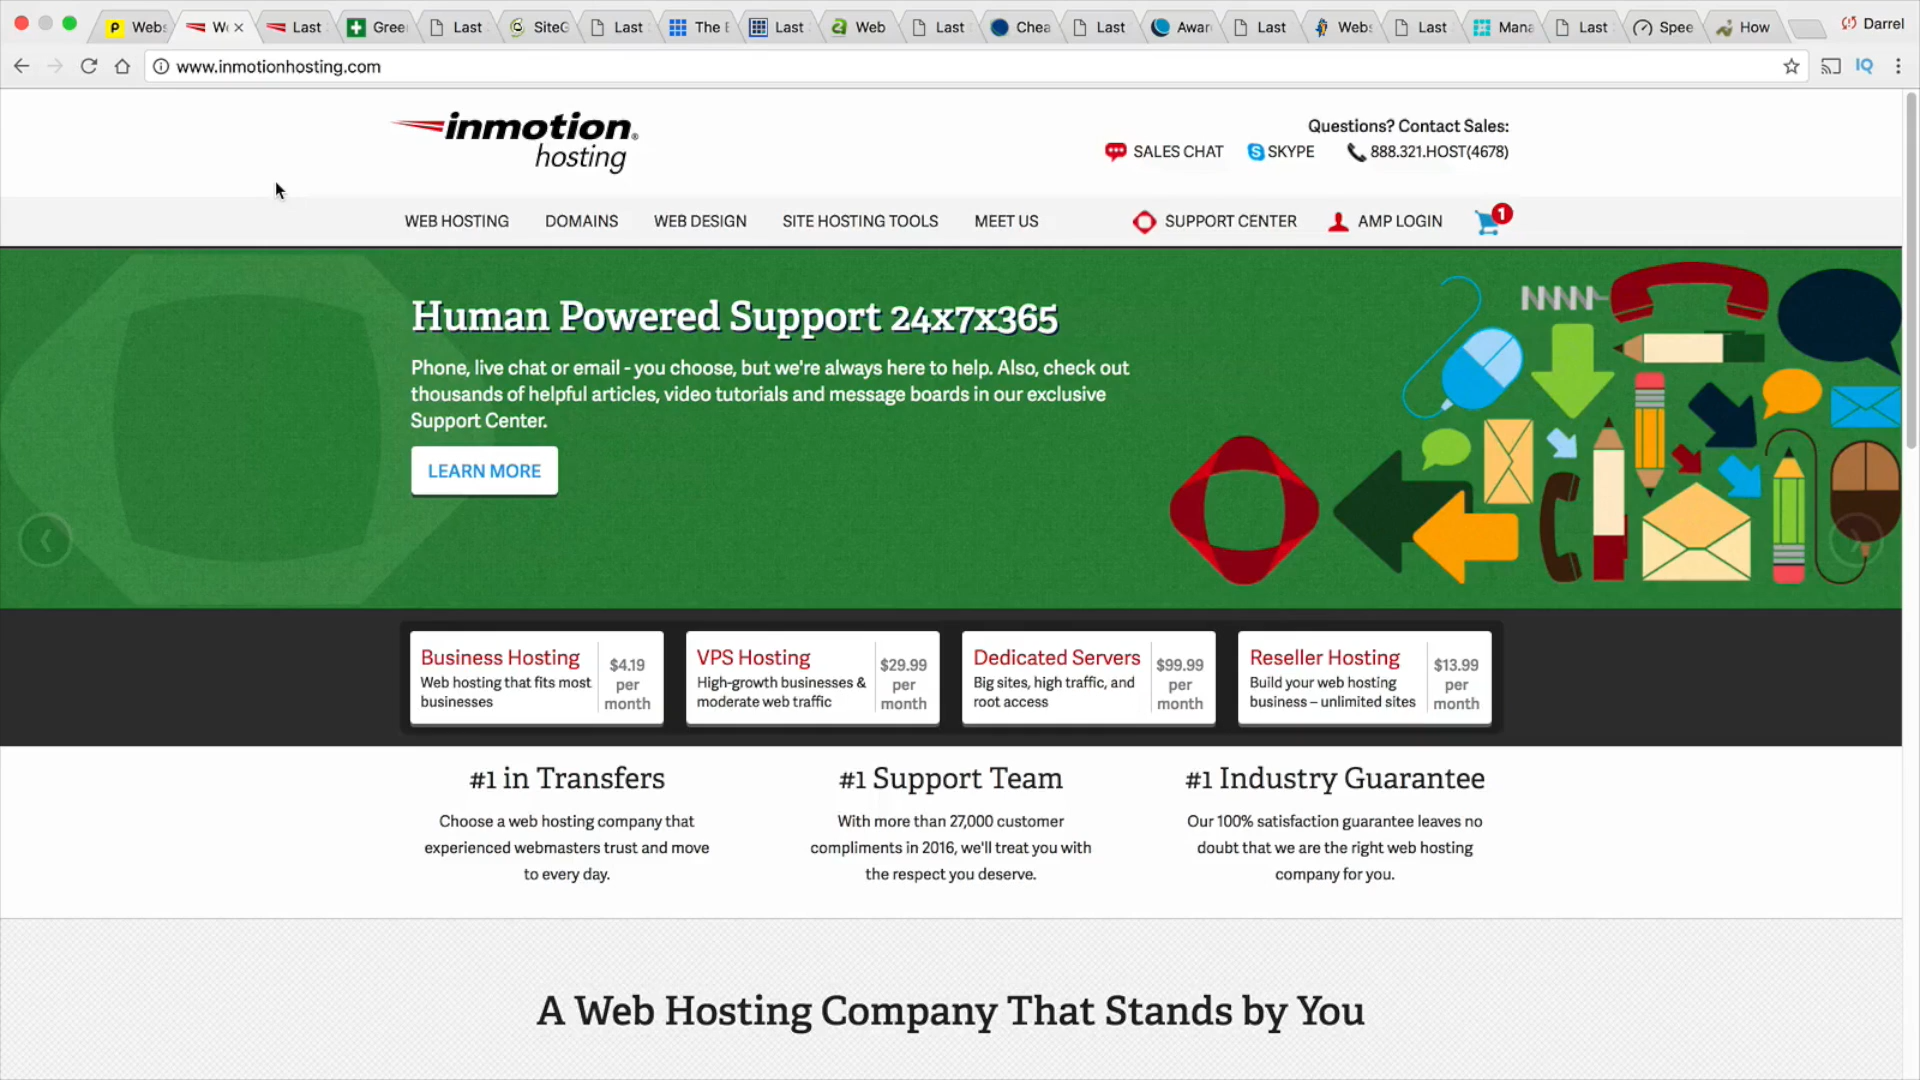 Webs
We
Last
Gree
Last
SiteG
Last
The E
Last
Web
Last
Chea
Last
Awar
Last
Webs
Last
Mana
Last
Spee
How
Darrel
www.inmotionhosting.com
IQ
inmotion
hosting
Questions? Contact Sales:
SALES CHAT
SKYPE
888.321.HOST(4678)
WEB HOSTING
DOMAINS
WEB DESIGN
SITE HOSTING TOOLS
MEET US
SUPPORT CENTER
AMP LOGIN
1
Human Powered Support 24x7x365
Phone, live chat or email - you choose, but we're always here to help. Also, check out
thousands of helpful articles, video tutorials and message boards in our exclusive
Support Center.
LEARN MORE
Business Hosting
Web hosting that fits most
businesses
$4.19
per
month
VPS Hosting
High-growth businesses &
moderate web traffic
$29.99
per
month
Dedicated Servers
Big sites, high traffic, and
root access
$99.99
per
month
Reseller Hosting
Build your web hosting
business – unlimited sites
$13.99
per
month
#1 in Transfers
Choose a web hosting company that
experienced webmasters trust and move
to every day.
#1 Support Team
With more than 27,000 customer
compliments in 2016, we'll treat you with
the respect you deserve.
#1 Industry Guarantee
Our 100% satisfaction guarantee leaves no
doubt that we are the right web hosting
company for you.
A Web Hosting Company That Stands by You